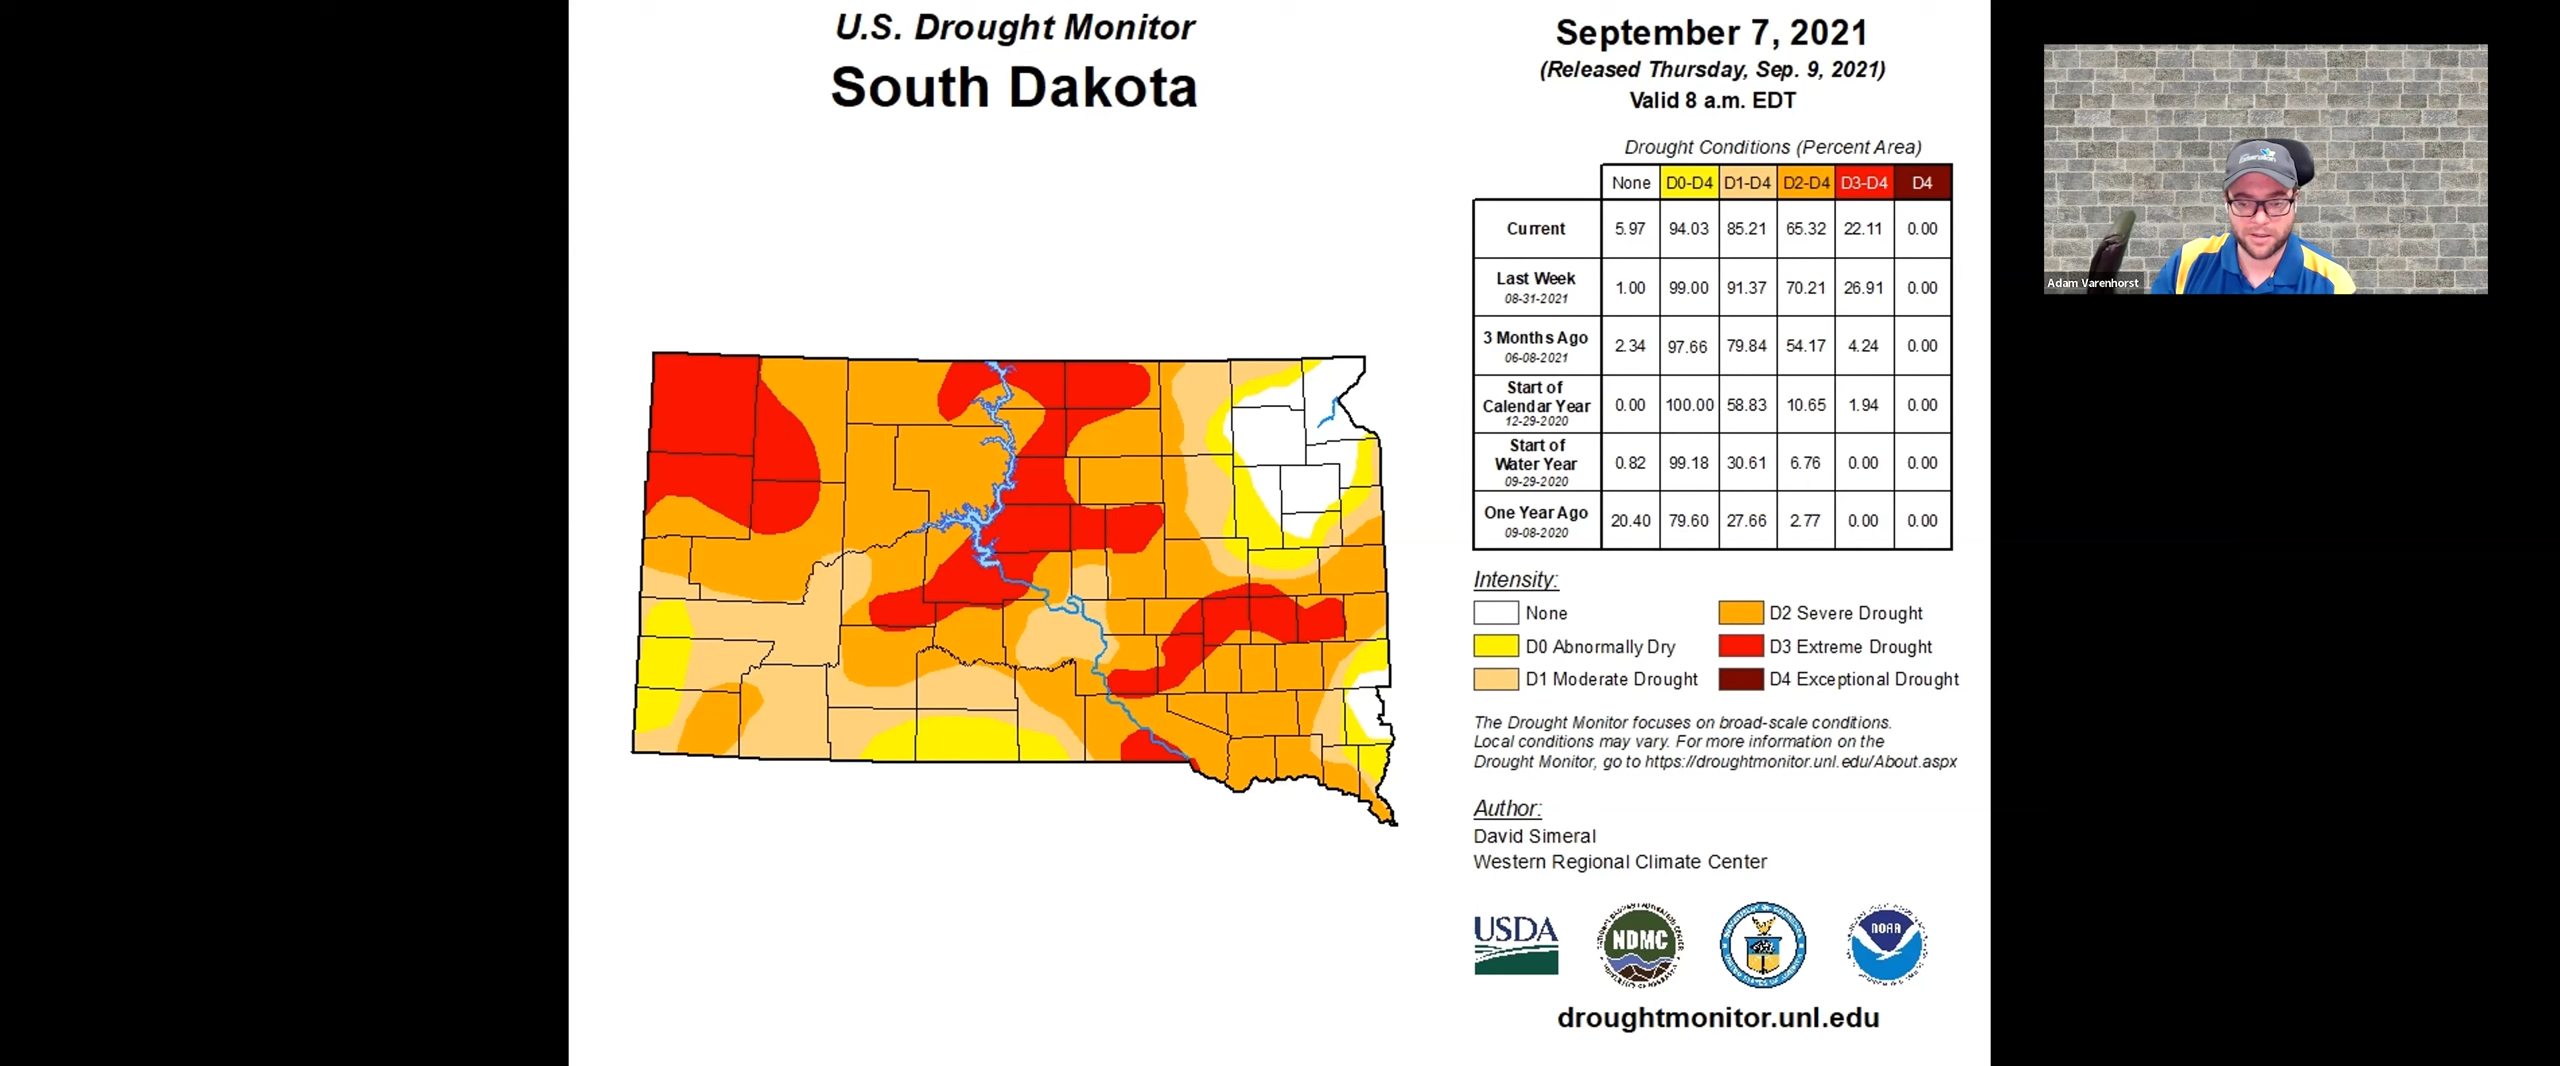 U.S. Drought Monitor
South Dakota
September 7, 2021
(Released Thursday, Sep. 9, 2021)
Valid 8 a.m. EDT
Drought Conditions (Percent Area)
None D0-D4 D1-D4 D2-D4 D3-D4 D4
Current 5.97 94.03 85.21 65.32 22.11 0.00
Last Week
08-31-2021
1.00 99.00 91.37 70.21 26.91 0.00
3 Months Ago
06-08-2021
2.34 97.66 79.84 54.17 4.24 0.00
Start of
Calendar Year
12-29-2020
0.00 100.00 58.83 10.65 1.94 0.00
Start of
Water Year
09-29-2020
0.82 99.18 30.61 6.76 0.00 0.00
One Year Ago
09-08-2020
20.40 79.60 27.66 2.77 0.00 0.00
Intensity:
None
D0 Abnormally Dry
D1 Moderate Drought
D2 Severe Drought
D3 Extreme Drought
D4 Exceptional Drought
The Drought Monitor focuses on broad-scale conditions.
Local conditions may vary. For more information on the
Drought Monitor, go to https://droughtmonitor.unl.edu/About.aspx
Author:
David Simeral
Western Regional Climate Center
USDA
NDMC
NOAA
droughtmonitor.unl.edu
Adam Varenhorst